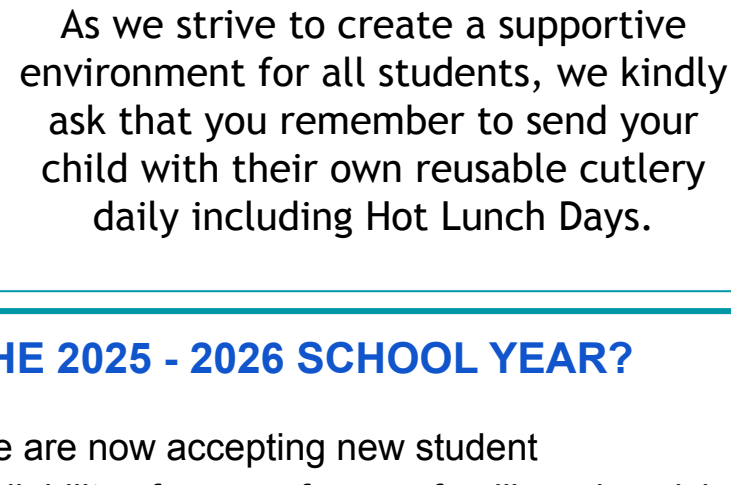 As we strive to create a supportive
environment for all students, we kindly
ask that you remember to send your
child with their own reusable cutlery
daily including Hot Lunch Days.
HE 2025 - 2026 SCHOOL YEAR?
e are now accepting new student